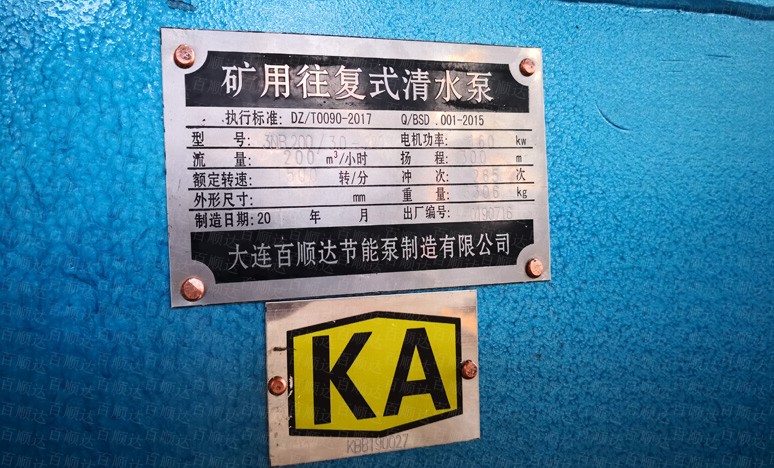 矿用往复式清水泵
执行标准: DZ/T0090-2017 Q/BSD .001-2015
型 号: 电机功率: kw
流 量: 200 m³/小时 扬 程: 300 m
额定转速: 转/分 冲 次: 次
外形尺寸: mm 重 量: kg
制造日期: 20 年 月 出厂编号:
大连百顺达节能泵制造有限公司
KA
KBB190027